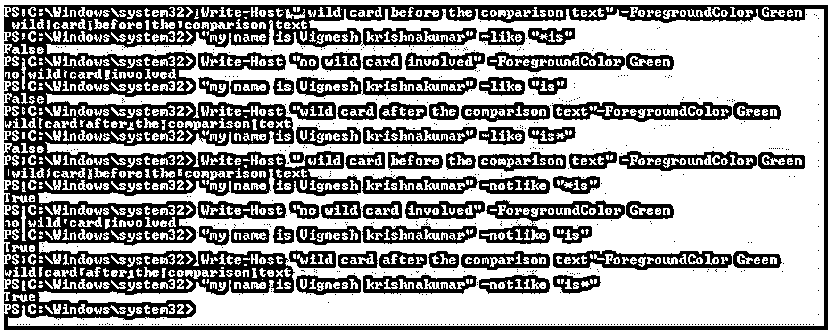 PS C:\Windows\system32> Write-Host " wild card before the comparison text" -ForegroundColor Green
 wild card before the comparison text
PS C:\Windows\system32> "my name is Vignesh krishnakumar" -like "*is"
False
PS C:\Windows\system32> Write-Host "no wild card involved" -ForegroundColor Green
no wild card involved
PS C:\Windows\system32> "my name is Vignesh krishnakumar" -like "is"
False
PS C:\Windows\system32> Write-Host "wild card after the comparison text"-ForegroundColor Green
wild card after the comparison text
PS C:\Windows\system32> "my name is Vignesh krishnakumar" -like "is*"
False
PS C:\Windows\system32> Write-Host " wild card before the comparison text" -ForegroundColor Green
 wild card before the comparison text
PS C:\Windows\system32> "my name is Vignesh krishnakumar" -notlike "*is"
True
PS C:\Windows\system32> Write-Host "no wild card involved" -ForegroundColor Green
no wild card involved
PS C:\Windows\system32> "my name is Vignesh krishnakumar" -notlike "is"
True
PS C:\Windows\system32> Write-Host "wild card after the comparison text"-ForegroundColor Green
wild card after the comparison text
PS C:\Windows\system32> "my name is Vignesh krishnakumar" -notlike "is*"
True
PS C:\Windows\system32>